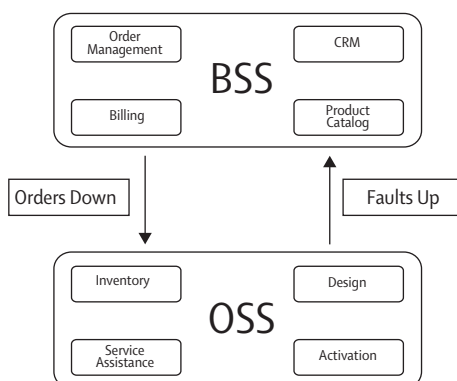 Order
Management
CRM
BSS
Billing
Product
Catalog
Orders Down
Faults Up
Inventory
Design
OSS
Service
Assistance
Activation